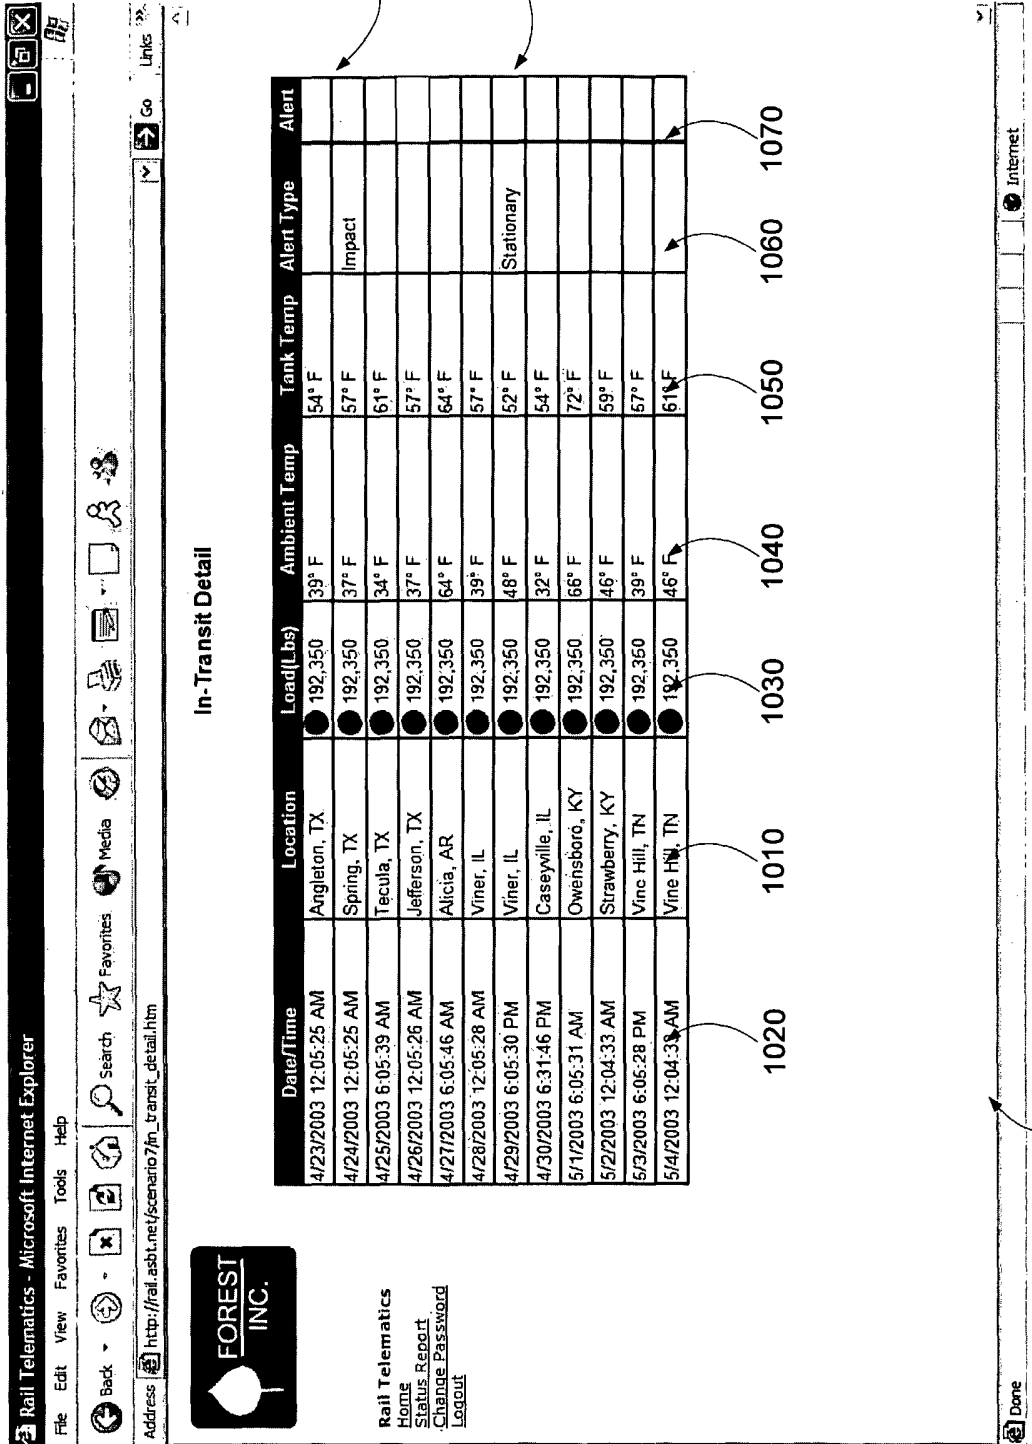 Rail Telematics - Microsoft Internet Explorer
File Edit View Favorites Tools Help
Back Search Favorites Media
Address http://rail.asbt.net/scenario7/in_transit_detail.htm Go Links
FOREST
INC.
Rail Telematics
Home
Status Report
Change Password
Logout
In-Transit Detail
Date/Time Location Load(Lbs) Ambient Temp Tank Temp Alert Type Alert
4/23/2003 12:05:25 AM Angleton, TX 192,350 39° F 54° F
4/24/2003 12:05:25 AM Spring, TX 192,350 37° F 57° F Impact
4/25/2003 6:05:39 AM Tecula, TX 192,350 34° F 61° F
4/26/2003 12:05:26 AM Jefferson, TX 192,350 37° F 57° F
4/27/2003 6:05:46 AM Alicia, AR 192,350 64° F 64° F
4/28/2003 12:05:28 AM Viner, IL 192,350 39° F 57° F
4/29/2003 6:05:30 PM Viner, IL 192,350 48° F 52° F Stationary
4/30/2003 6:31:46 PM Caseyville, IL 192,350 32° F 54° F
5/1/2003 6:05:31 AM Owensboro, KY 192,350 66° F 72° F
5/2/2003 12:04:33 AM Strawberry, KY 192,350 46° F 59° F
5/3/2003 6:05:28 PM Vine Hill, TN 192,350 39° F 57° F
5/4/2003 12:04:33 AM Vine Hill, TN 192,350 46° F 61° F
1020 1010 1030 1040 1050 1060 1070
Done Internet